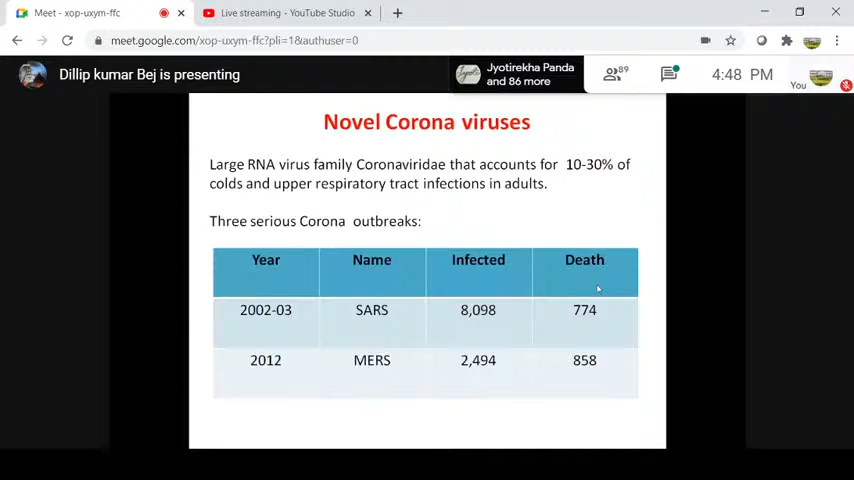 Meet - xop-uxym-ffc
Live streaming - YouTube Studio
meet.google.com/xop-uxym-ffc?pli=1&authuser=0
Dillip kumar Bej is presenting
Jyotirekha Panda
and 86 more
89
4:48 PM
You
Novel Corona viruses
Large RNA virus family Coronaviridae that accounts for 10-30% of
colds and upper respiratory tract infections in adults.
Three serious Corona outbreaks:
Year Name Infected Death
2002-03 SARS 8,098 774
2012 MERS 2,494 858